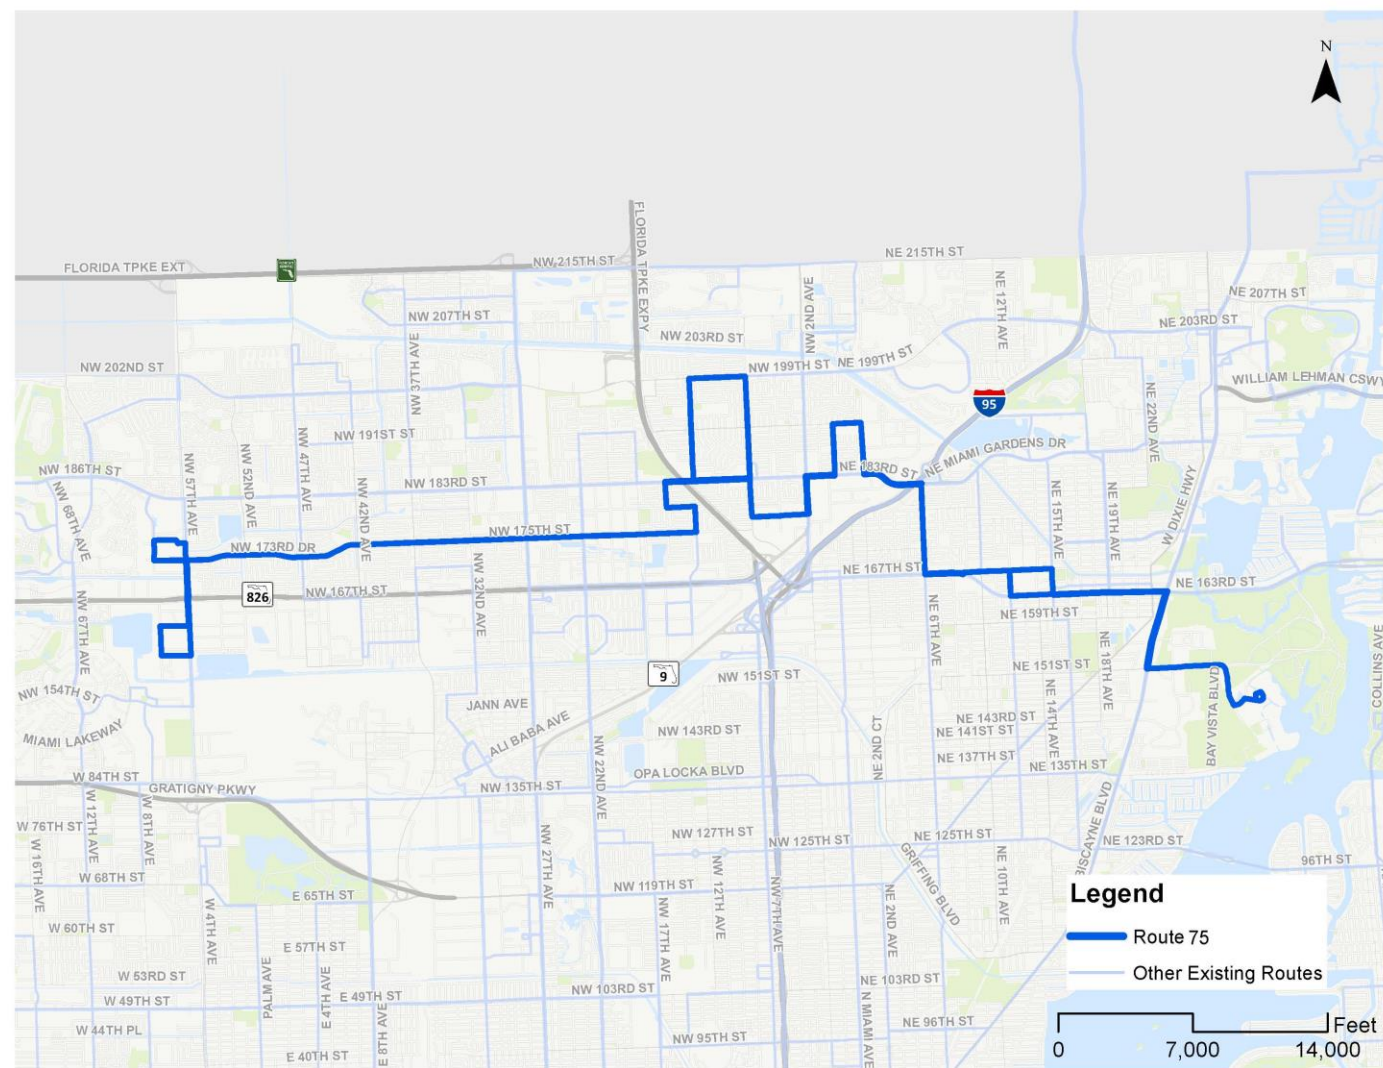 N
FLORIDA TPKE EXT
NW 215TH ST
NE 215TH ST
FLORIDA TPKE EXPY
NE 12TH AVE
NE 207TH ST
NW 207TH ST
NW 2ND AVE
NE 203RD ST
NW 203RD ST
NW 37TH AVE
NW 202ND ST
NW 199TH ST
NE 199TH ST
WILLIAM LEHMAN CSWY
95
NE 22ND AVE
NW 191ST ST
NE MIAMI GARDENS DR
NW 186TH ST
NW 57TH AVE
NW 52ND AVE
NW 47TH AVE
NW 42ND AVE
NW 183RD ST
NE 183RD ST
NW 68TH AVE
NE 15TH AVE
NE 19TH AVE
W DIXIE HWY
NW 175TH ST
NW 173RD DR
NW 32ND AVE
826
NW 167TH ST
NE 167TH ST
NE 163RD ST
NW 67TH AVE
NE 6TH AVE
NE 159TH ST
COLLINS AVE
9
NW 151ST ST
NE 151ST ST
NE 14TH AVE
NE 18TH AVE
BAY VISTA BLVD
NW 154TH ST
JANN AVE
MIAMI LAKEWAY
ALI BABA AVE
NW 143RD ST
NE 2ND CT
NE 143RD ST
NE 141ST ST
NE 137TH ST
NE 135TH ST
W 84TH ST
GRATIGNY PKWY
NW 22ND AVE
OPA LOCKA BLVD
NW 135TH ST
W 76TH ST
W 12TH AVE
W 8TH AVE
NW 127TH ST
NW 125TH ST
NE 125TH ST
NE 123RD ST
BISCAYNE BLVD
W 16TH AVE
W 68TH ST
NW 27TH AVE
NW 12TH AVE
GRIFFING BLVD
NE 10TH AVE
96TH ST
E 65TH ST
NW 119TH ST
NW 7TH AVE
NE 2ND AVE
W 60TH ST
W 4TH AVE
NW 17TH AVE
E 57TH ST
W 53RD ST
PALM AVE
E 4TH AVE
NE 103RD ST
W 49TH ST
E 49TH ST
NW 103RD ST
E 8TH AVE
N MIAMI AVE
W 44TH PL
NE 96TH ST
NW 95TH ST
E 40TH ST
Legend
Route 75
Other Existing Routes
Feet
0 7,000 14,000